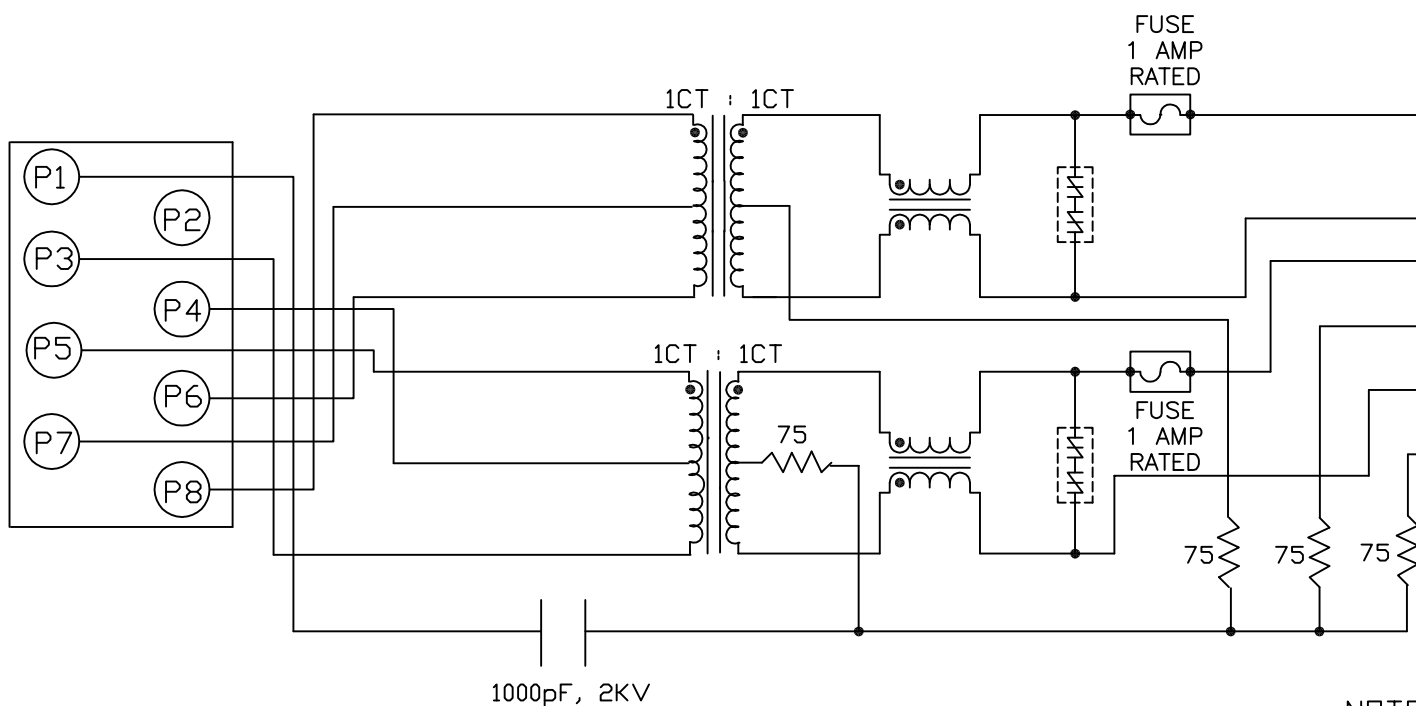 FUSE
1 AMP
RATED
1CT : 1CT
P1
P2
P3
P4
P5
P6
P7
P8
1CT : 1CT
75
FUSE
1 AMP
RATED
75
75
75
1000pF, 2KV